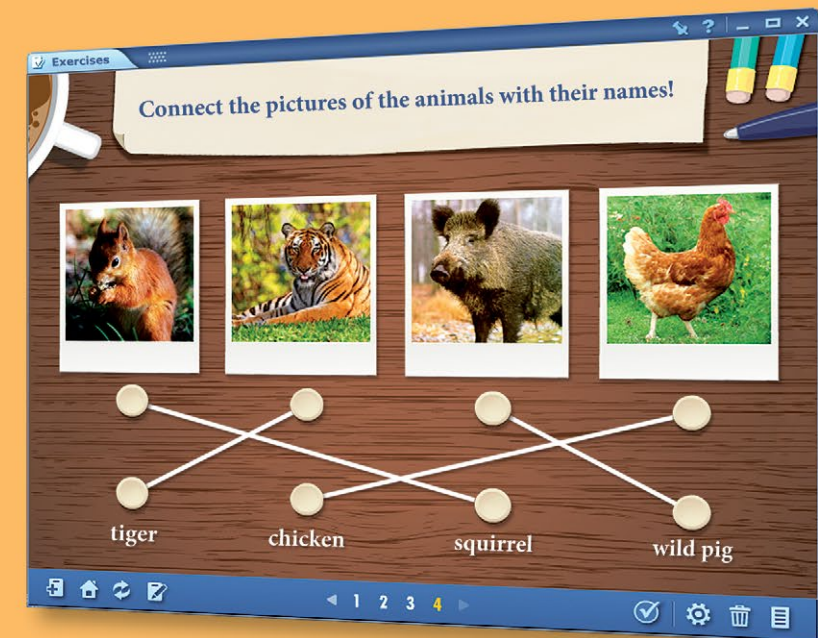 Exercises
?
Connect the pictures of the animals with their names!
tiger chicken squirrel wild pig
1 2 3 4